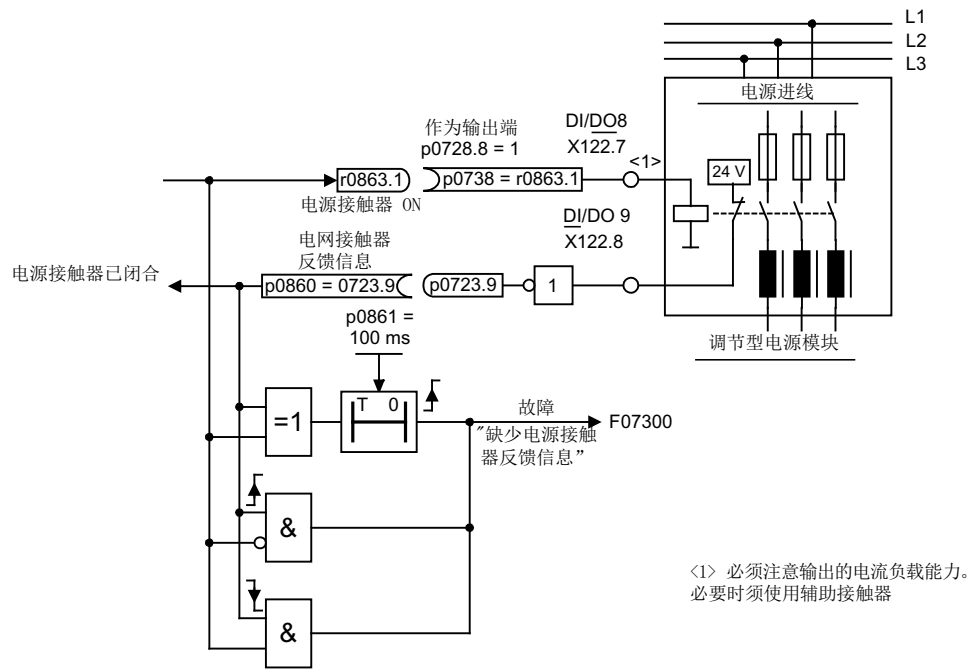 L1
L2
L3
电源进线
作为输出端
p0728.8 = 1
DI/DO8
X122.7
<1>
24 V
r0863.1
p0738 = r0863.1
电源接触器 ON
DI/DO 9
X122.8
电网接触器
反馈信息
电源接触器已闭合
p0860 = 0723.9
p0723.9
1
p0861 =
100 ms
调节型电源模块
T 0
=1
故障
F07300
"缺少电源接触
器反馈信息”
&
&
<1> 必须注意输出的电流负载能力。
必要时须使用辅助接触器